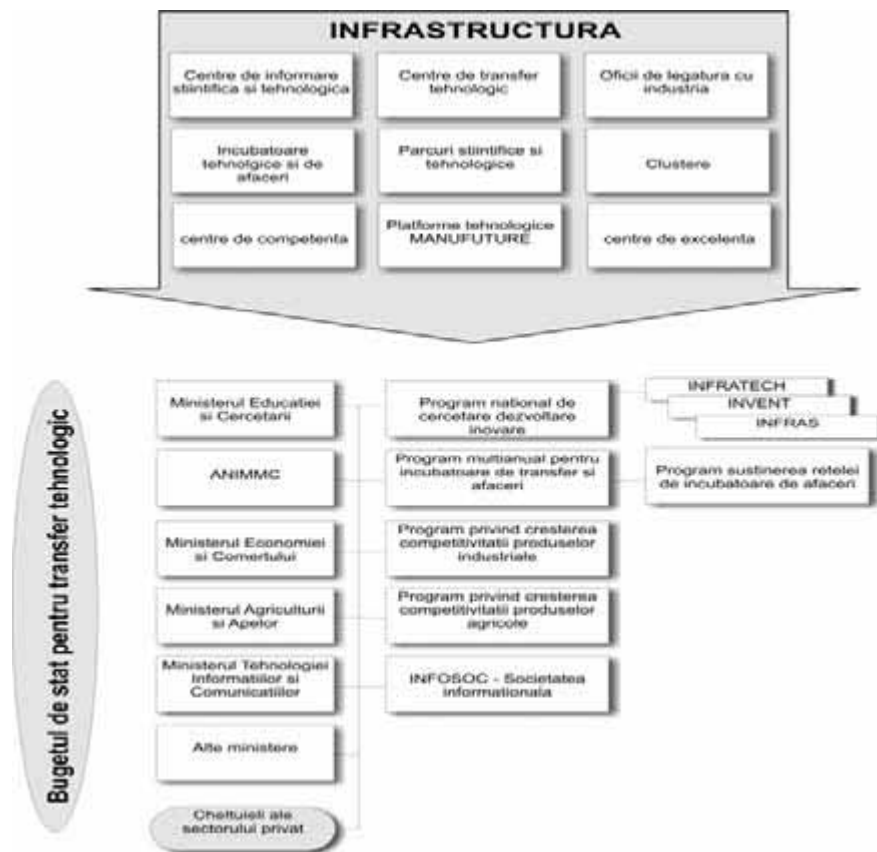 INFRASTRUCTURA
Centre de informare
stiintifica si tehnologica
Centre de transfer
tehnologic
Oficii de legatura cu
industria
Incubatoare
tehnolgice si de
afaceri
Parcuri stiintifice si
tehnologice
Clustere
centre de competenta
Platforme tehnologice
MANUFUTURE
centre de excelenta
Bugetul de stat pentru transfer tehnologic
Ministerul Educatiei
si Cercetarii
Program national de
cercetare dezvoltare
inovare
INFRATECH
INVENT
INFRAS
ANIMMC
Program multianual pentru
incubatoare de transfer si
afaceri
Program sustinerea retelei
de incubatoare de afaceri
Ministerul Economiei
si Comertului
Program privind cresterea
competitivitatii produselor
industriale
Ministerul Agriculturii
si Apelor
Program privind cresterea
competitivitatii produselor
agricole
Ministerul Tehnologiei
Informatiilor si
Comunicatiilor
INFOSOC - Societatea
informationala
Alte ministere
Cheltuieli ale
sectorului privat